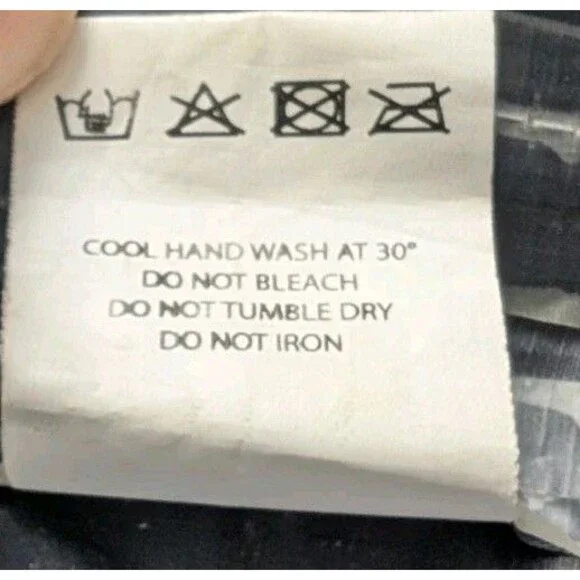 COOL HAND WASH AT 30°
DO NOT BLEACH
DO NOT TUMBLE DRY
DO NOT IRON